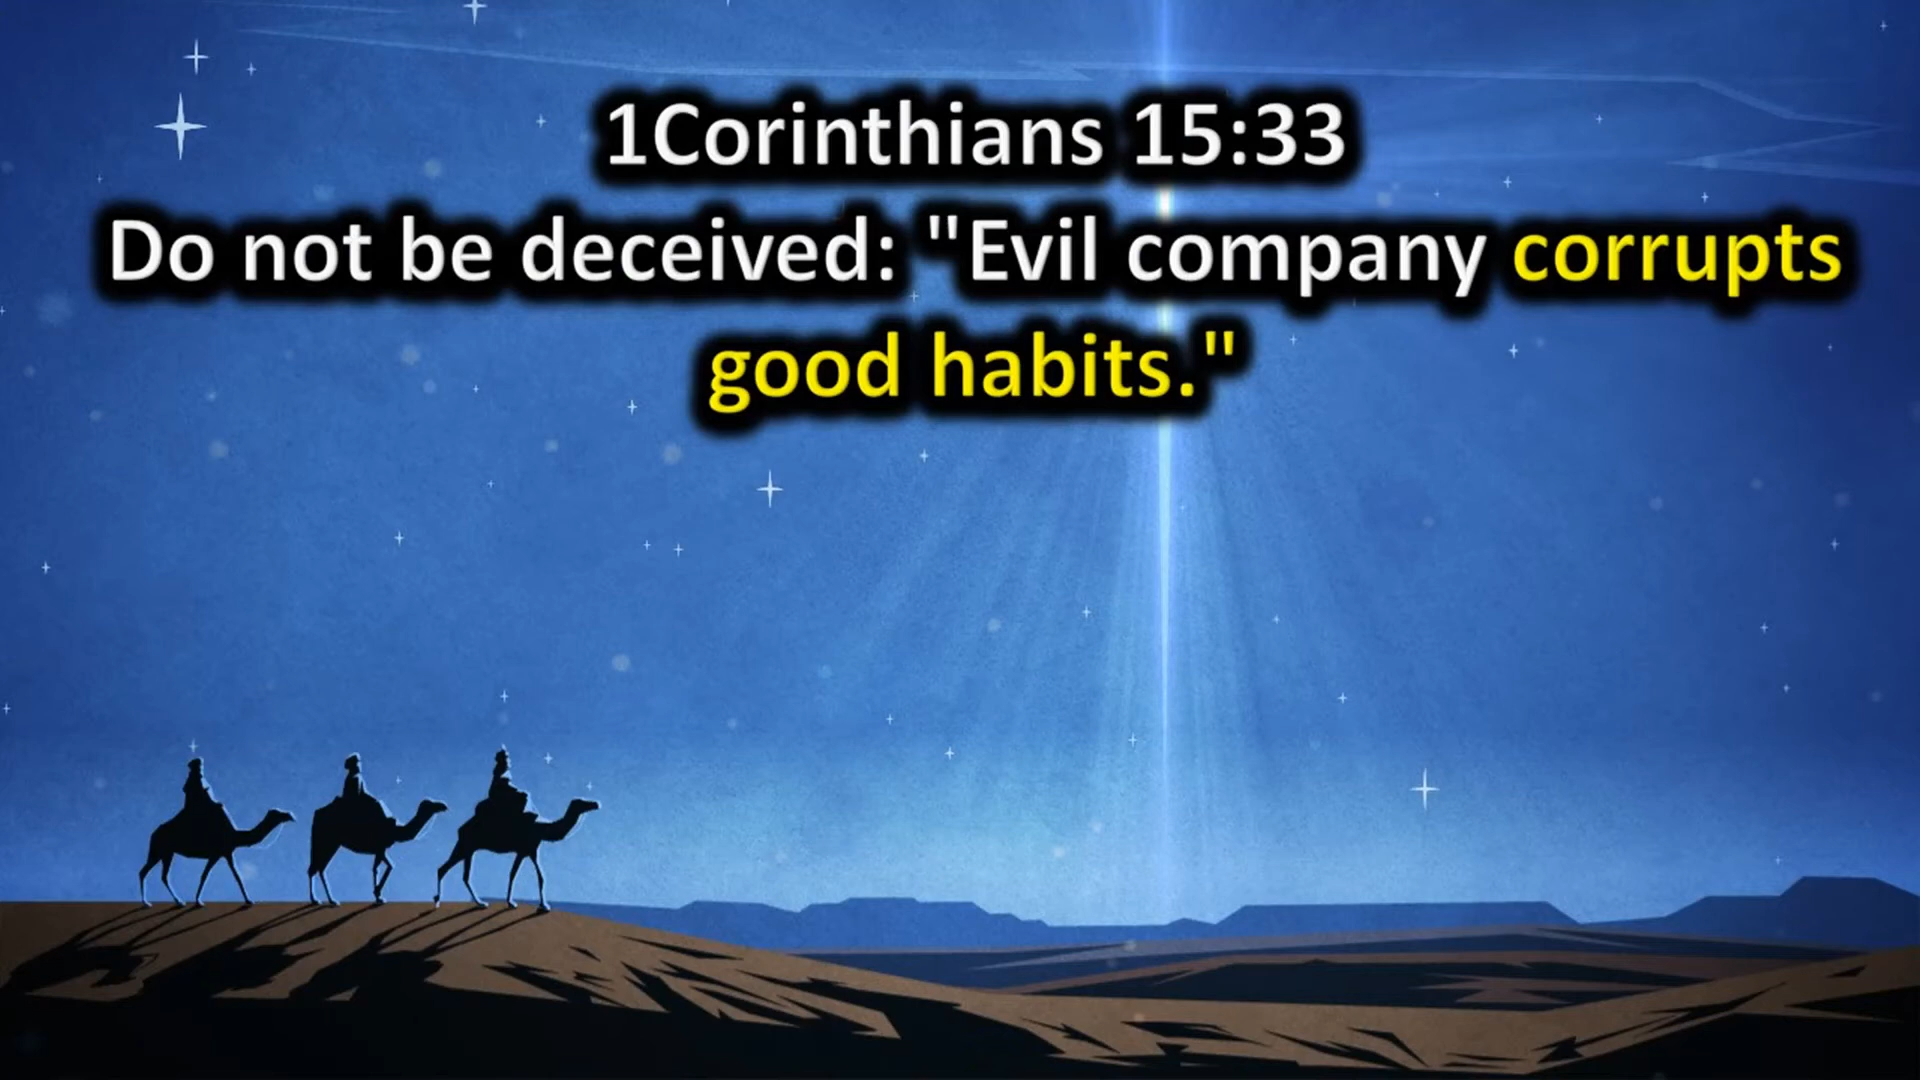 1Corinthians 15:33
Do not be deceived: "Evil company corrupts
good habits."